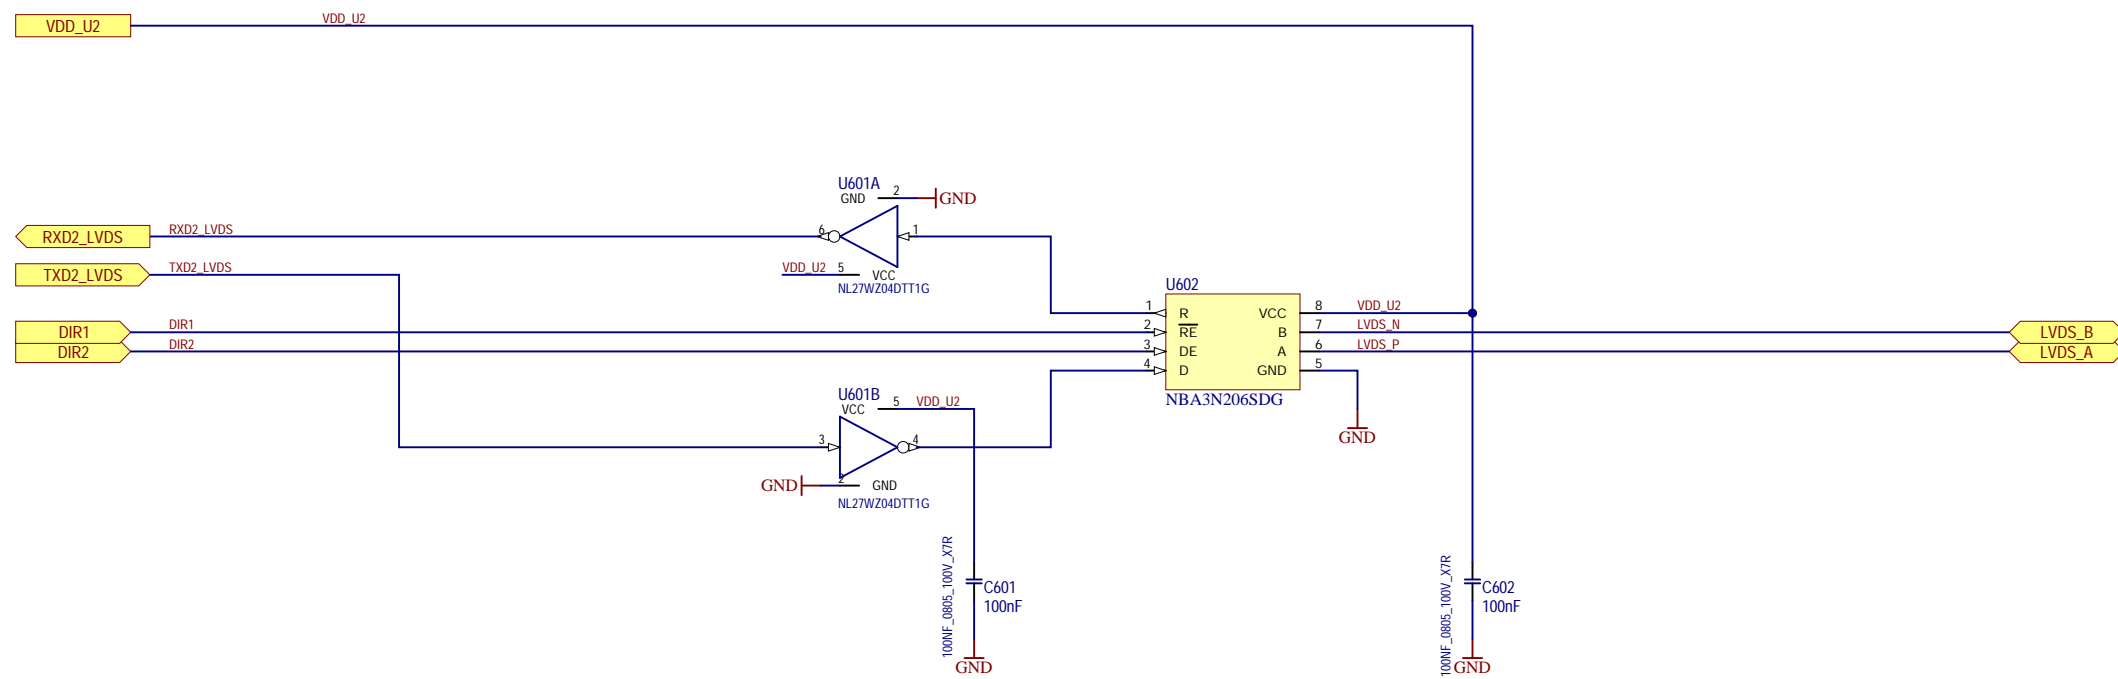 VDD_U2
VDD_U2
U601A
GND
2
GND
RXD2_LVDS
RXD2_LVDS
6
1
TXD2_LVDS
TXD2_LVDS
VDD_U2
5
VCC
NL27WZ04DTT1G
U602
1
R
VCC
8
VDD_U2
DIR1
DIR1
2
RE
B
7
LVDS_N
LVDS_B
DIR2
DIR2
3
DE
A
6
LVDS_P
LVDS_A
4
D
GND
5
NBA3N206SDG
GND
U601B
VCC
5
VDD_U2
3
4
GND
2
GND
NL27WZ04DTT1G
100NF_0805_100V_X7R
C601
100nF
GND
100NF_0805_100V_X7R
C602
100nF
GND